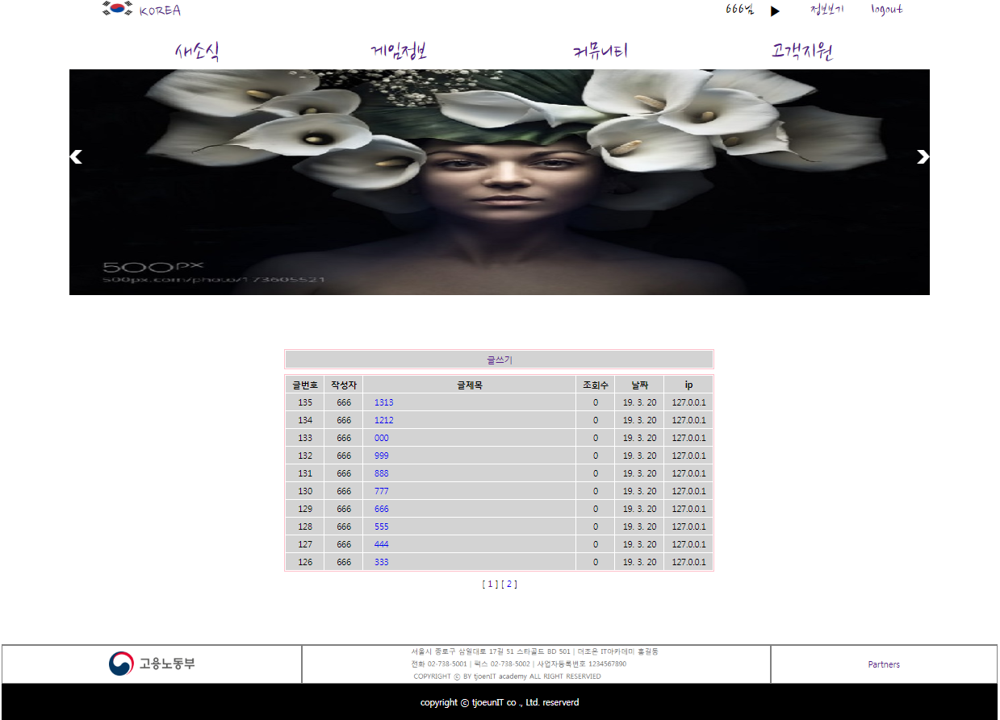 KOREA 666님 ▶ 정보보기 logout
새소식 게임정보 커뮤니티 고객지원
500PX
500px.com/photo/173605521
글쓰기
글번호 작성자 글제목 조회수 날짜 ip
135 666 1313 0 19. 3. 20 127.0.0.1
134 666 1212 0 19. 3. 20 127.0.0.1
133 666 000 0 19. 3. 20 127.0.0.1
132 666 999 0 19. 3. 20 127.0.0.1
131 666 888 0 19. 3. 20 127.0.0.1
130 666 777 0 19. 3. 20 127.0.0.1
129 666 666 0 19. 3. 20 127.0.0.1
128 666 555 0 19. 3. 20 127.0.0.1
127 666 444 0 19. 3. 20 127.0.0.1
126 666 333 0 19. 3. 20 127.0.0.1
[ 1 ] [ 2 ]
고용노동부
서울시 종로구 삼일대로 17길 51 스타골드 BD 501 | 더조은 IT아카데미 홍길동
전화 02-738-5001 | 팩스 02-738-5002 | 사업자등록번호 1234567890
COPYRIGHT ⓒ BY tjoenIT academy ALL RIGHT RESERVIED
Partners
copyright ⓒ tjoeunIT co ., Ltd. reserverd